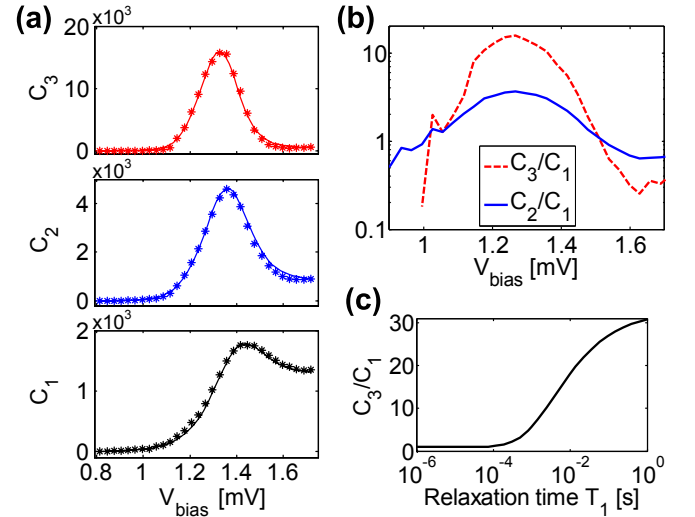 (a)
x10³
20
10
0
C₃
x10³
4
2
0
C₂
x10³
2
1
0
C₁
0.8 1 1.2 1.4 1.6
V_bias [mV]
(b)
10
1
0.1
C₃/C₁
C₂/C₁
1 1.2 1.4 1.6
V_bias [mV]
(c)
30
20
10
0
C₃/C₁
10⁻⁶ 10⁻⁴ 10⁻² 10⁰
Relaxation time T₁ [s]